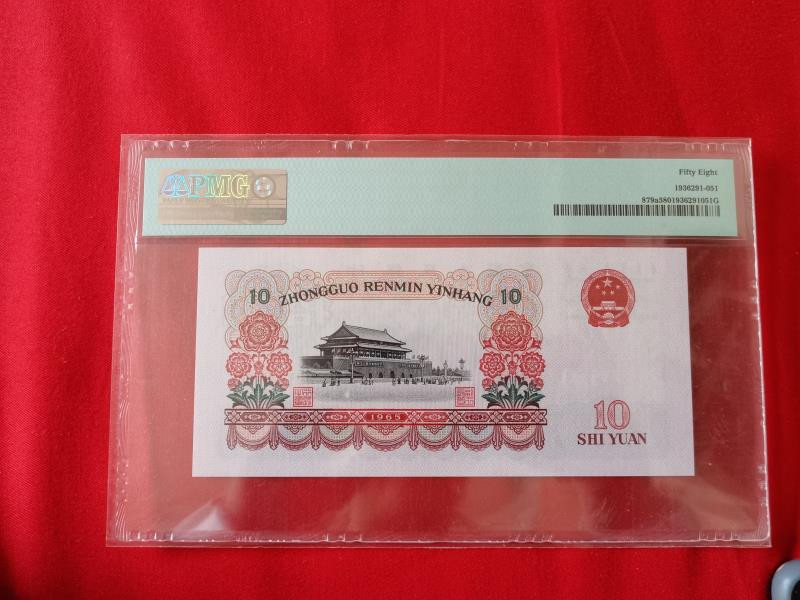 PMG
Fifty Eight
1936291-051
879a5801936291051G
10 ZHONGGUO RENMIN YINHANG 10
1965
10
SHI YUAN